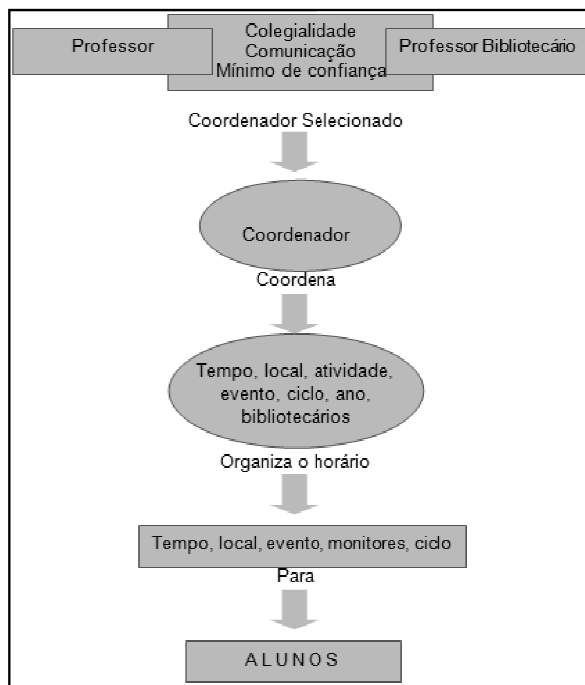 Professor
Colegialidade
Comunicação
Mínimo de confiança
Professor Bibliotecário
Coordenador Selecionado
Coordenador
Coordena
Tempo, local, atividade,
evento, ciclo, ano,
bibliotecários
Organiza o horário
Tempo, local, evento, monitores, ciclo
Para
ALUNOS